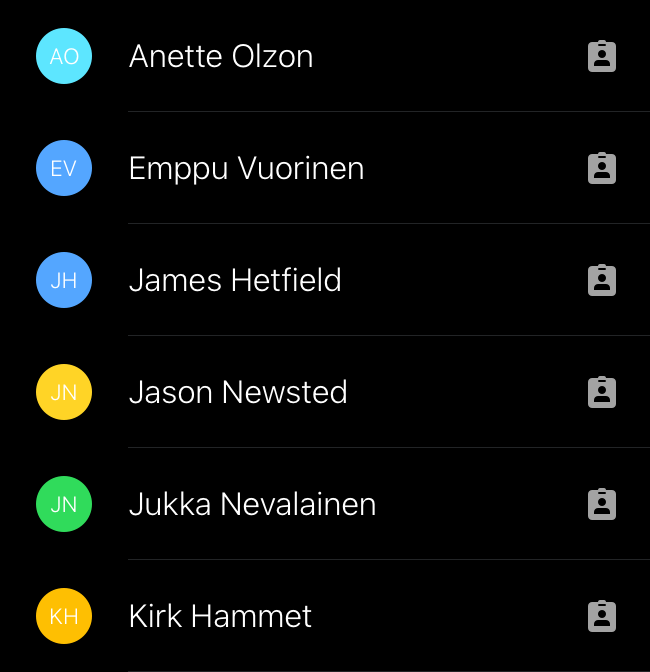 AO Anette Olzon
EV Emppu Vuorinen
JH James Hetfield
JN Jason Newsted
JN Jukka Nevalainen
KH Kirk Hammet